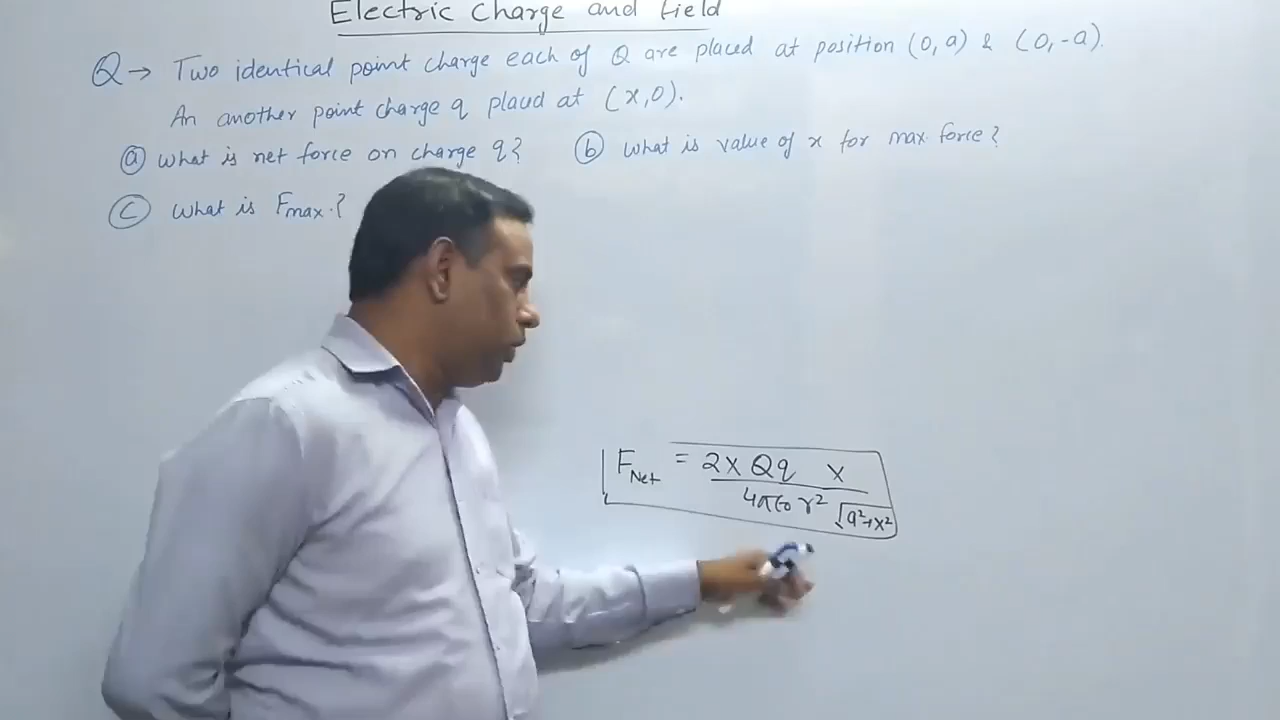 Electric Charge and Field
Q → Two identical point charge each of Q are placed at position (0,a) & (0,-a).
An another point charge q placed at (x,0).
(a) What is net force on charge q?
(b) What is value of x for max force?
(c) What is Fmax.?
F_Net = 2 x Qq x
4πϵ0 r² √a²+x²